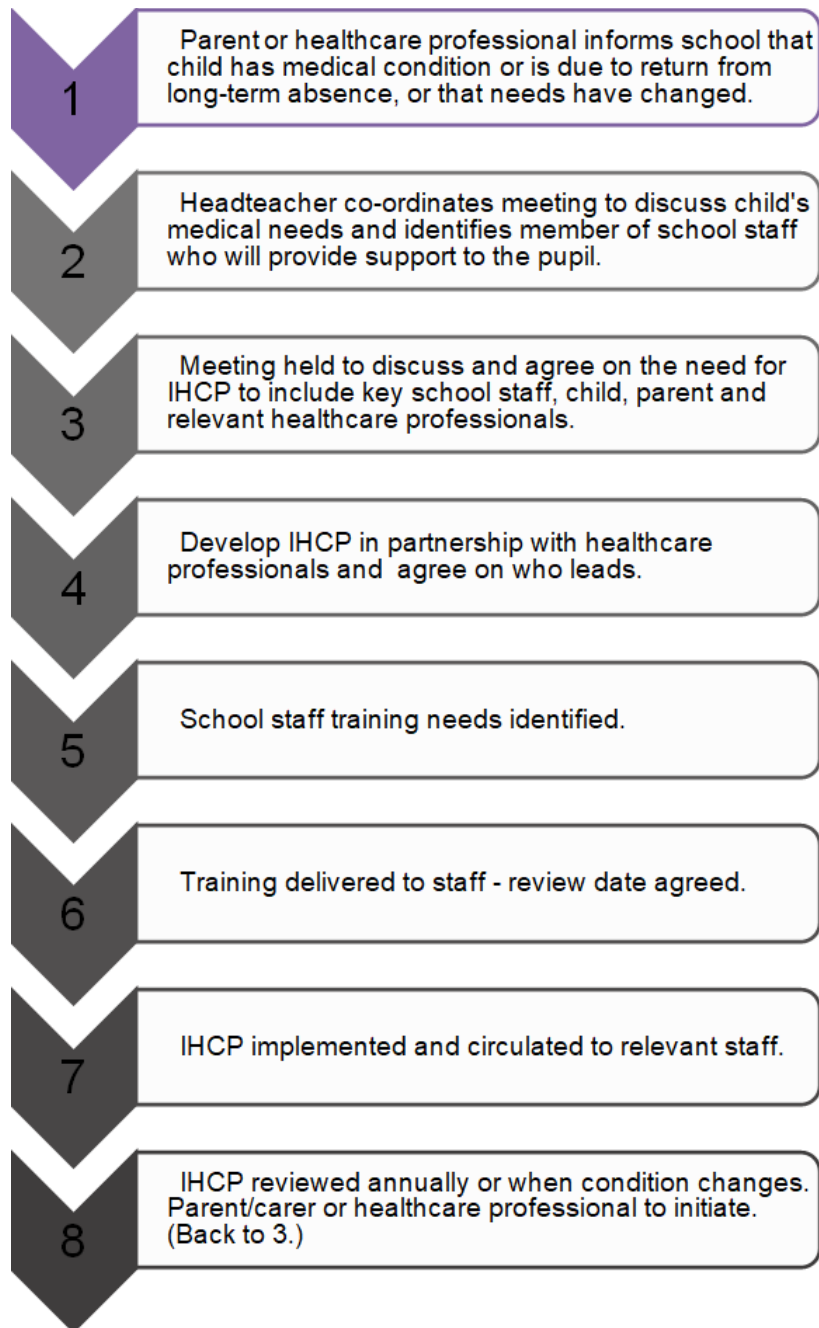 1
Parent or healthcare professional informs school that
child has medical condition or is due to return from
long-term absence, or that needs have changed.
2
Headteacher co-ordinates meeting to discuss child's
medical needs and identifies member of school staff
who will provide support to the pupil.
3
Meeting held to discuss and agree on the need for
IHCP to include key school staff, child, parent and
relevant healthcare professionals.
4
Develop IHCP in partnership with healthcare
professionals and agree on who leads.
5
School staff training needs identified.
6
Training delivered to staff - review date agreed.
7
IHCP implemented and circulated to relevant staff.
8
IHCP reviewed annually or when condition changes.
Parent/carer or healthcare professional to initiate.
(Back to 3.)